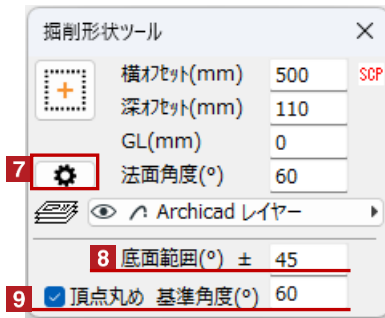 掘削形状ツール ×
横オフセット(mm) 500 SCP
深オフセット(mm) 110
GL(mm) 0
7 法面角度(°) 60
Archicad レイヤー
8 底面範囲(°) ± 45
9 頂点丸め 基準角度(°) 60